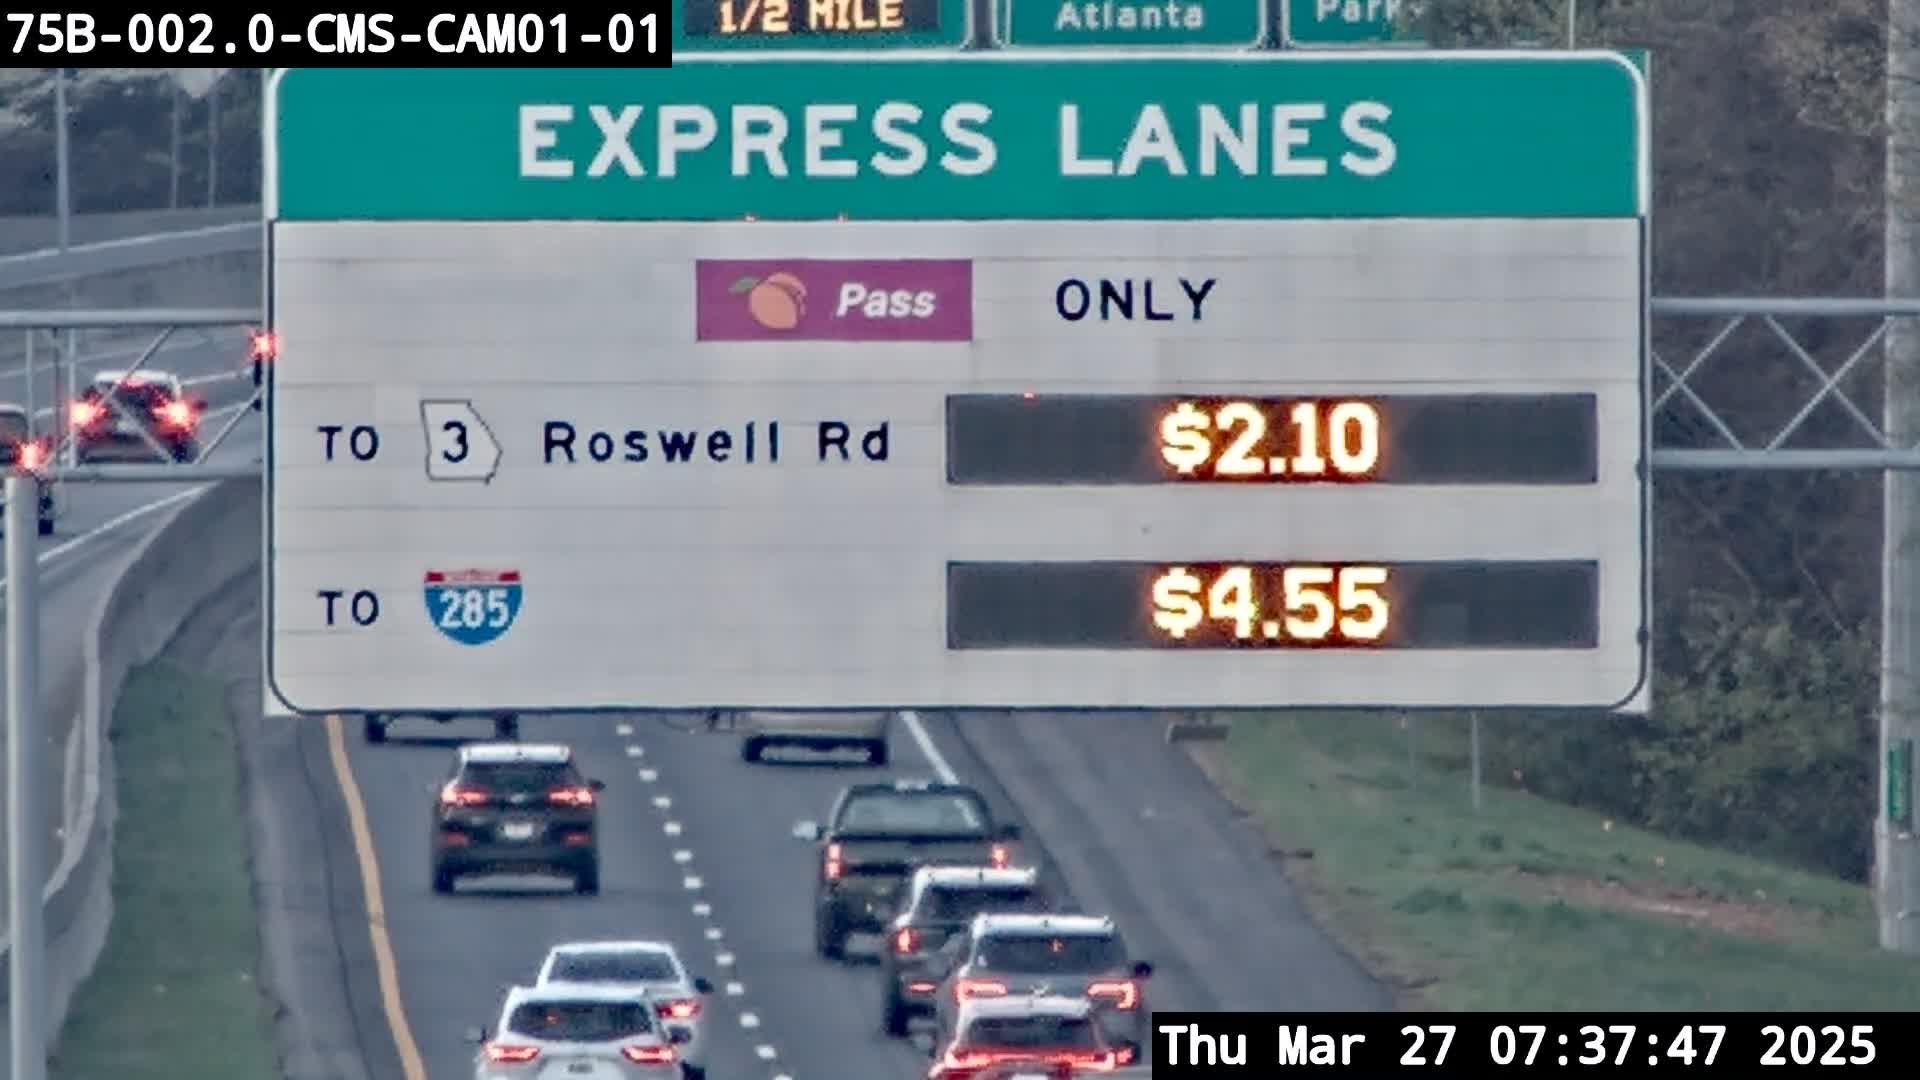 75B-002.0-CMS-CAM01-01
1/2 MILE
Atlanta
EXPRESS LANES
Pass ONLY
TO 3 Roswell Rd $2.10
TO 285 $4.55
Thu Mar 27 07:37:47 2025